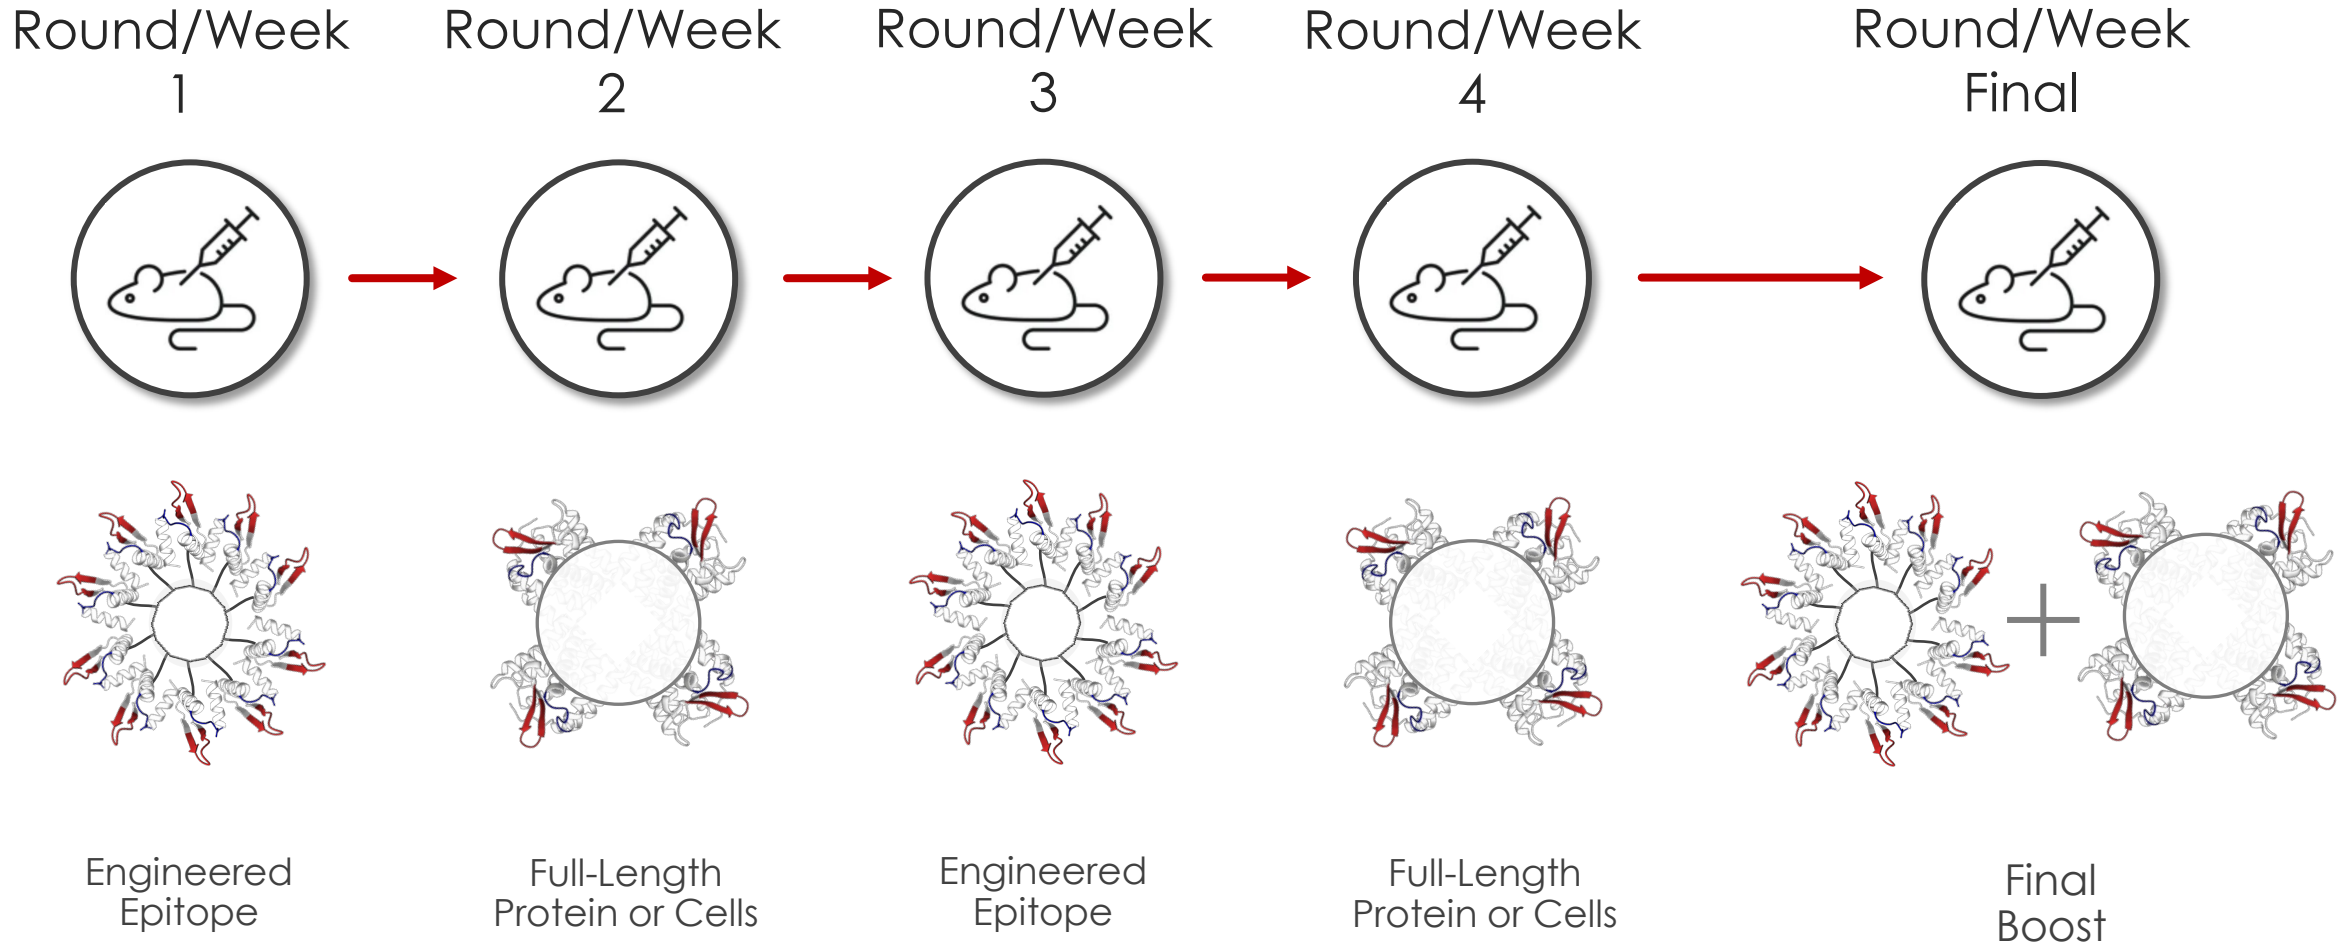 Round/Week
1
Round/Week
2
Round/Week
3
Round/Week
4
Round/Week
Final
Engineered
Epitope
Full-Length
Protein or Cells
Engineered
Epitope
Full-Length
Protein or Cells
Final
Boost